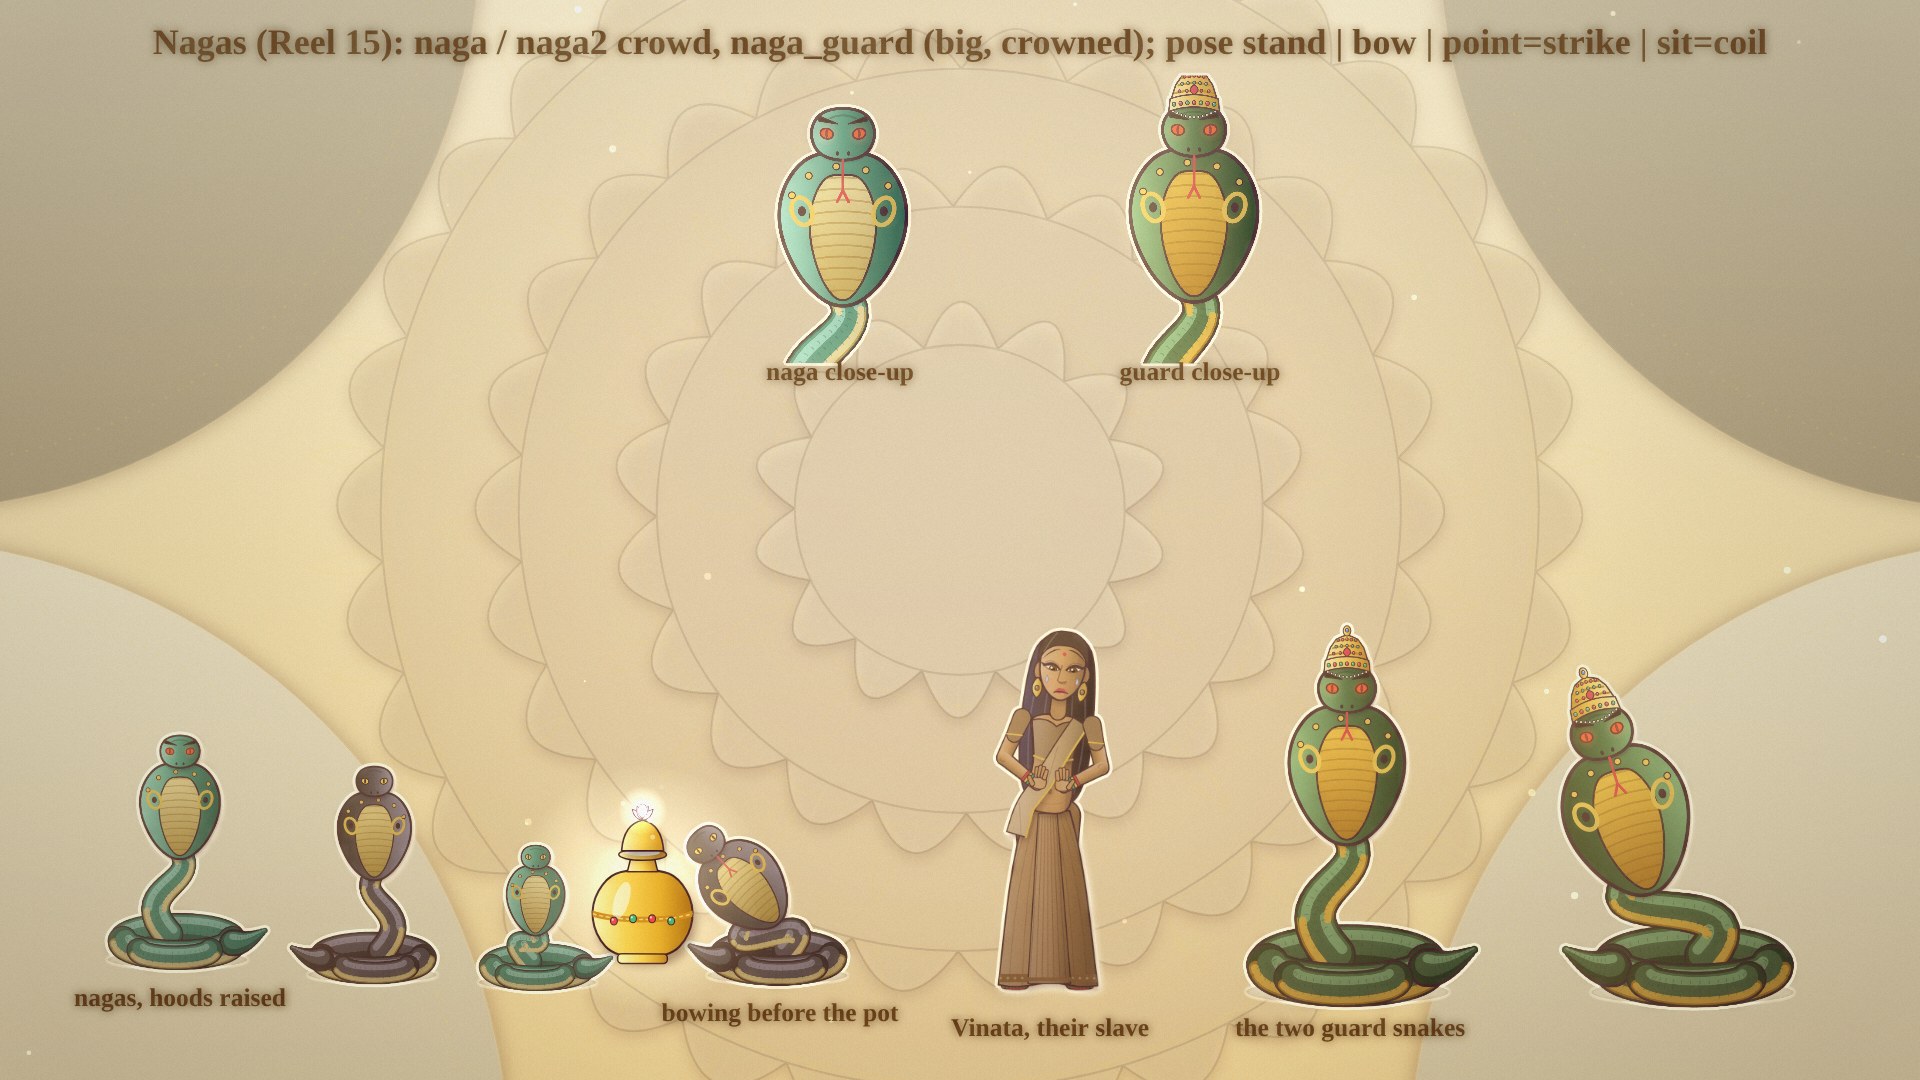 Nagas (Reel 15): naga / naga2 crowd, naga_guard (big, crowned); pose stand | bow | point=strike | sit=coil
naga close-up
guard close-up
nagas, hoods raised
bowing before the pot
Vinata, their slave
the two guard snakes